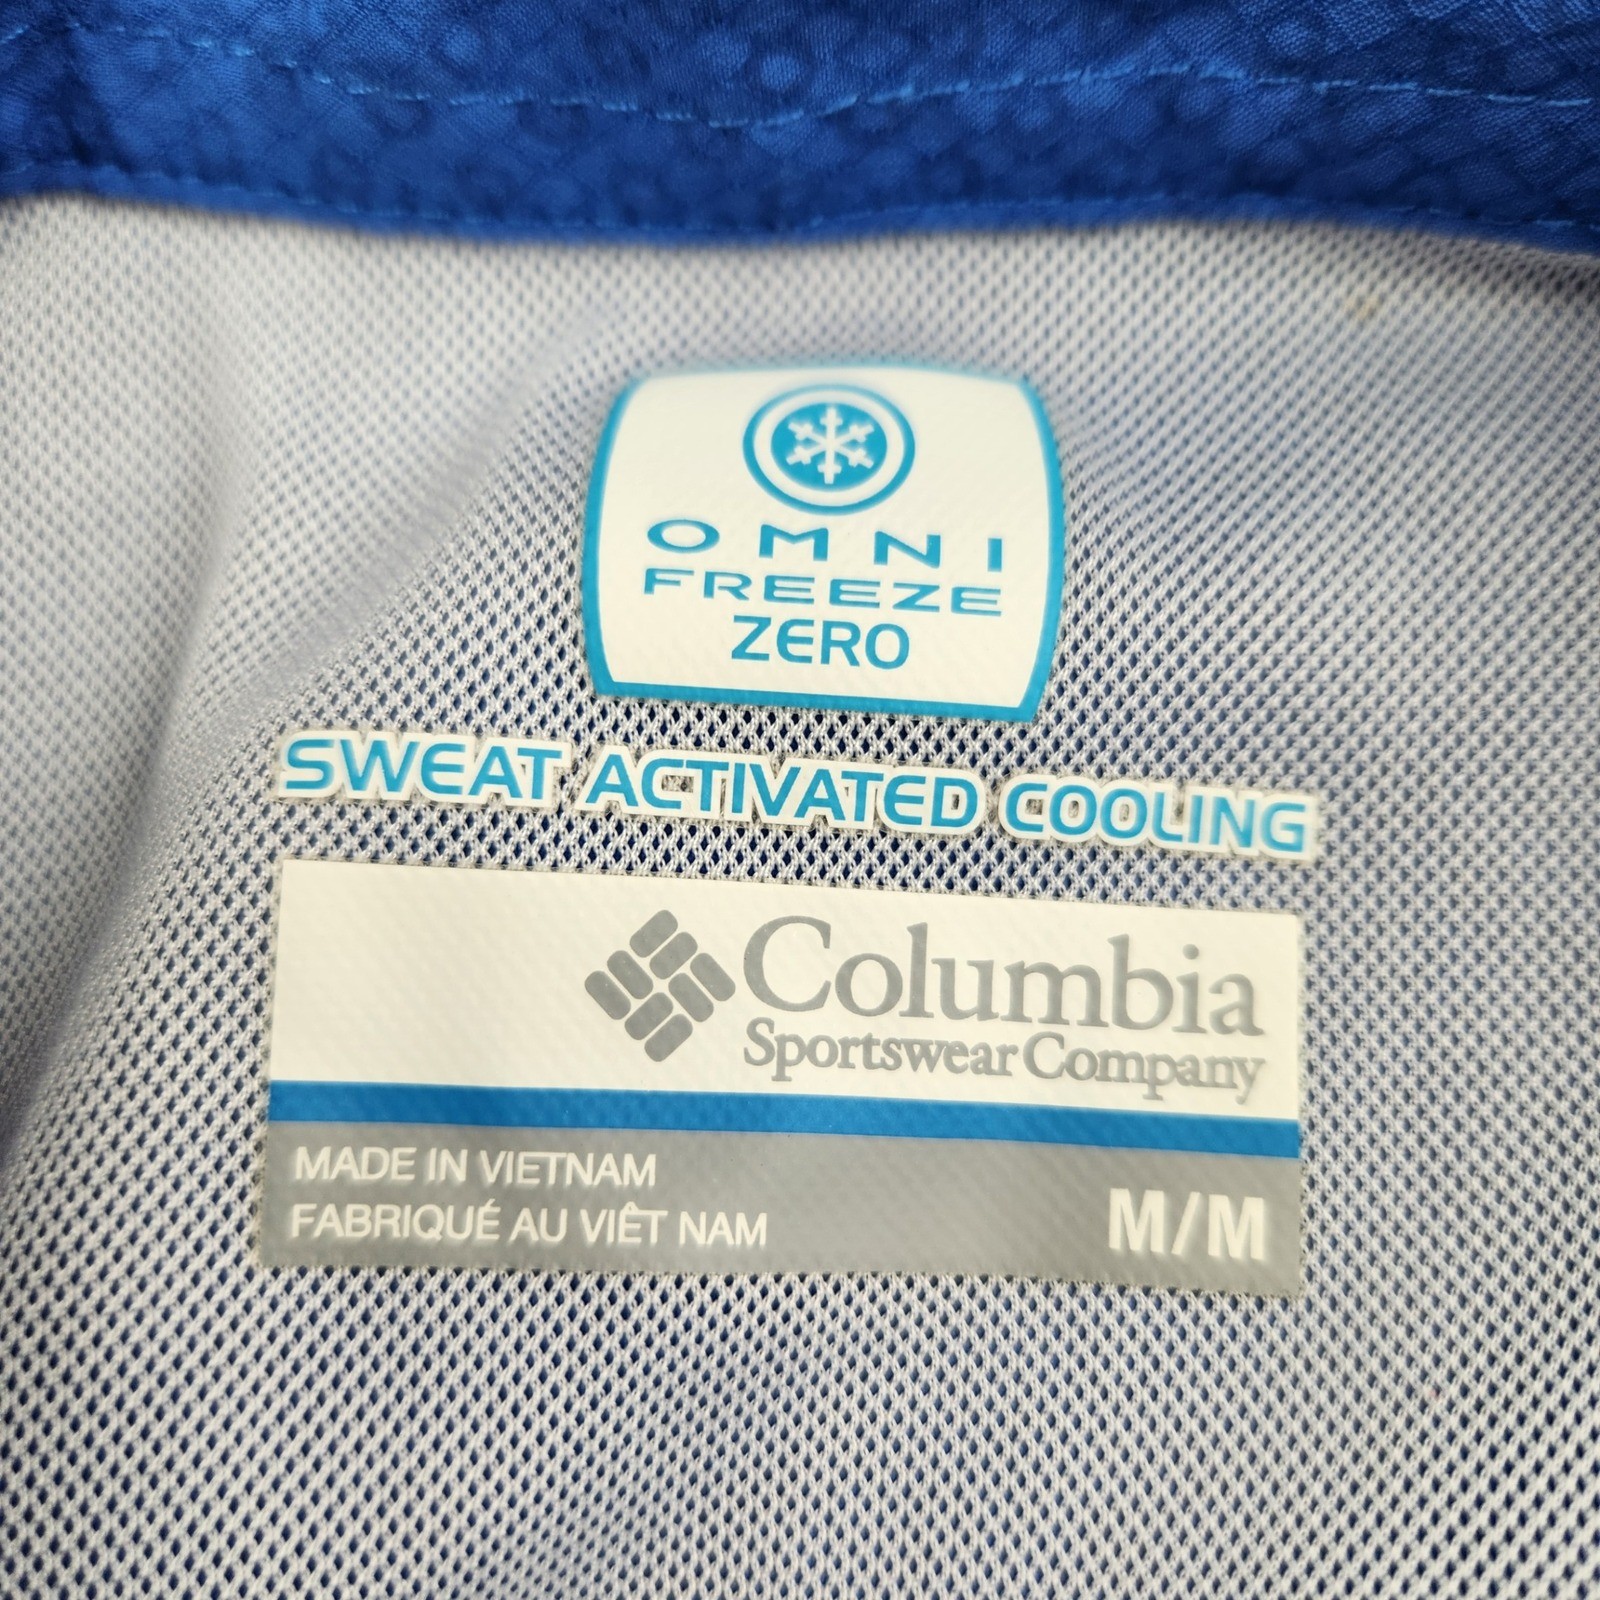 OMNI
FREEZE
ZERO
SWEAT ACTIVATED COOLING
Columbia
Sportswear Company
MADE IN VIETNAM
FABRIQUÉ AU VIÊT NAM
M/M